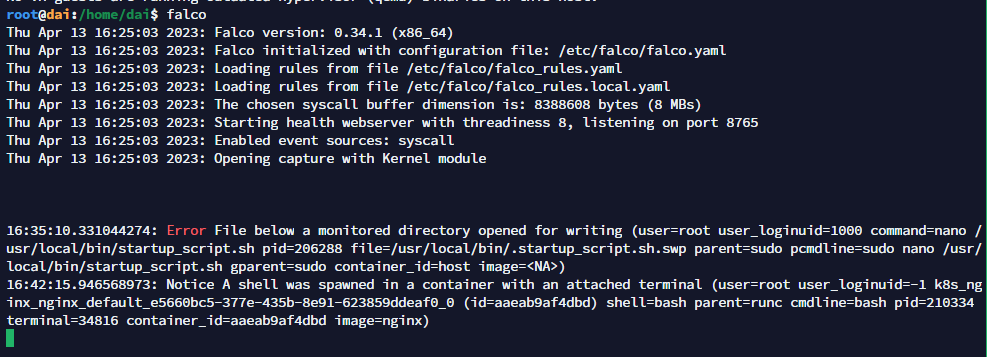 root@dai:/home/dai$ falco
Thu Apr 13 16:25:03 2023: Falco version: 0.34.1 (x86_64)
Thu Apr 13 16:25:03 2023: Falco initialized with configuration file: /etc/falco/falco.yaml
Thu Apr 13 16:25:03 2023: Loading rules from file /etc/falco/falco_rules.yaml
Thu Apr 13 16:25:03 2023: Loading rules from file /etc/falco/falco_rules.local.yaml
Thu Apr 13 16:25:03 2023: The chosen syscall buffer dimension is: 8388608 bytes (8 MBs)
Thu Apr 13 16:25:03 2023: Starting health webserver with threadiness 8, listening on port 8765
Thu Apr 13 16:25:03 2023: Enabled event sources: syscall
Thu Apr 13 16:25:03 2023: Opening capture with Kernel module
16:35:10.331044274: Error File below a monitored directory opened for writing (user=root user_loginuid=1000 command=nano /
usr/local/bin/startup_script.sh pid=206288 file=/usr/local/bin/.startup_script.sh.swp parent=sudo pcmdline=sudo nano /usr/
local/bin/startup_script.sh gparent=sudo container_id=host image=<NA>)
16:42:15.946568973: Notice A shell was spawned in a container with an attached terminal (user=root user_loginuid=-1 k8s_ng
inx_nginx_default_e5660bc5-377e-435b-8e91-623859ddeaf0_0 (id=aaeab9af4dbd) shell=bash parent=runc cmdline=bash pid=210334
terminal=34816 container_id=aaeab9af4dbd image=nginx)